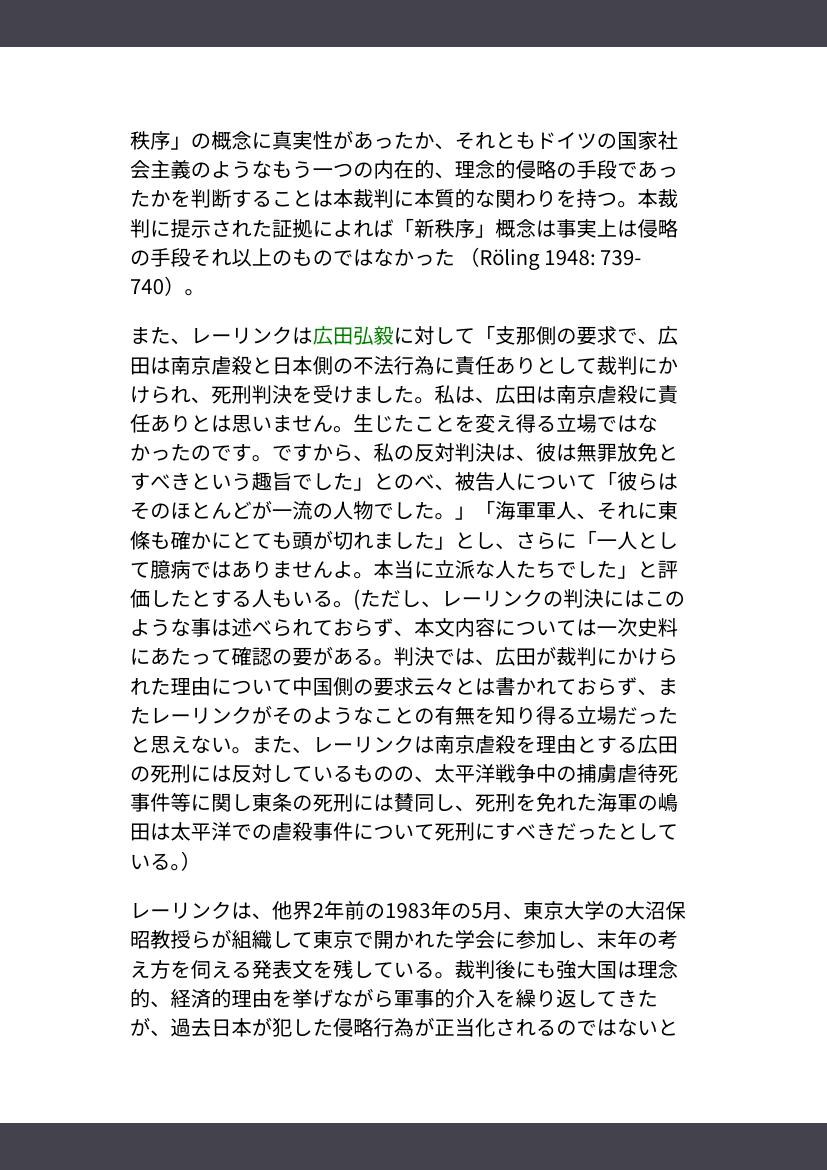 秩序」の概念に真実性があったか、それともドイツの国家社
会主義のようなもう一つの内在的、理念的侵略の手段であっ
たかを判断することは本裁判に本質的な関わりを持つ。本裁
判に提示された証拠によれば「新秩序」概念は事実上は侵略
の手段それ以上のものではなかった （Röling 1948: 739-
740）。
また、レーリンクは広田弘毅に対して「支那側の要求で、広
田は南京虐殺と日本側の不法行為に責任ありとして裁判にか
けられ、死刑判決を受けました。私は、広田は南京虐殺に責
任ありとは思いません。生じたことを変え得る立場ではな
かったのです。ですから、私の反対判決は、彼は無罪放免と
すべきという趣旨でした」とのべ、被告人について「彼らは
そのほとんどが一流の人物でした。」「海軍軍人、それに東
條も確かにとても頭が切れました」とし、さらに「一人とし
て臆病ではありませんよ。本当に立派な人たちでした」と評
価したとする人もいる。(ただし、レーリンクの判決にはこの
ような事は述べられておらず、本文内容については一次史料
にあたって確認の要がある。判決では、広田が裁判にかけら
れた理由について中国側の要求云々とは書かれておらず、ま
たレーリンクがそのようなことの有無を知り得る立場だった
と思えない。また、レーリンクは南京虐殺を理由とする広田
の死刑には反対しているものの、太平洋戦争中の捕虜虐待死
事件等に関し東条の死刑には賛同し、死刑を免れた海軍の嶋
田は太平洋での虐殺事件について死刑にすべきだったとして
いる。）
レーリンクは、他界2年前の1983年の5月、東京大学の大沼保
昭教授らが組織して東京で開かれた学会に参加し、末年の考
え方を伺える発表文を残している。裁判後にも強大国は理念
的、経済的理由を挙げながら軍事的介入を繰り返してきた
が、過去日本が犯した侵略行為が正当化されるのではないと